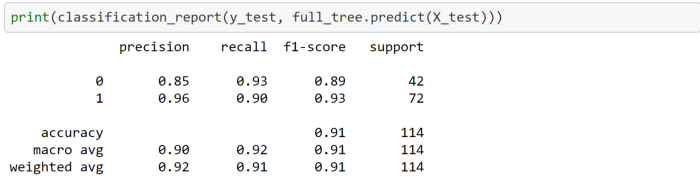 print(classification_report(y_test, full_tree.predict(X_test)))
precision recall f1-score support
0 0.85 0.93 0.89 42
1 0.96 0.90 0.93 72
accuracy 0.91 114
macro avg 0.90 0.92 0.91 114
weighted avg 0.92 0.91 0.91 114